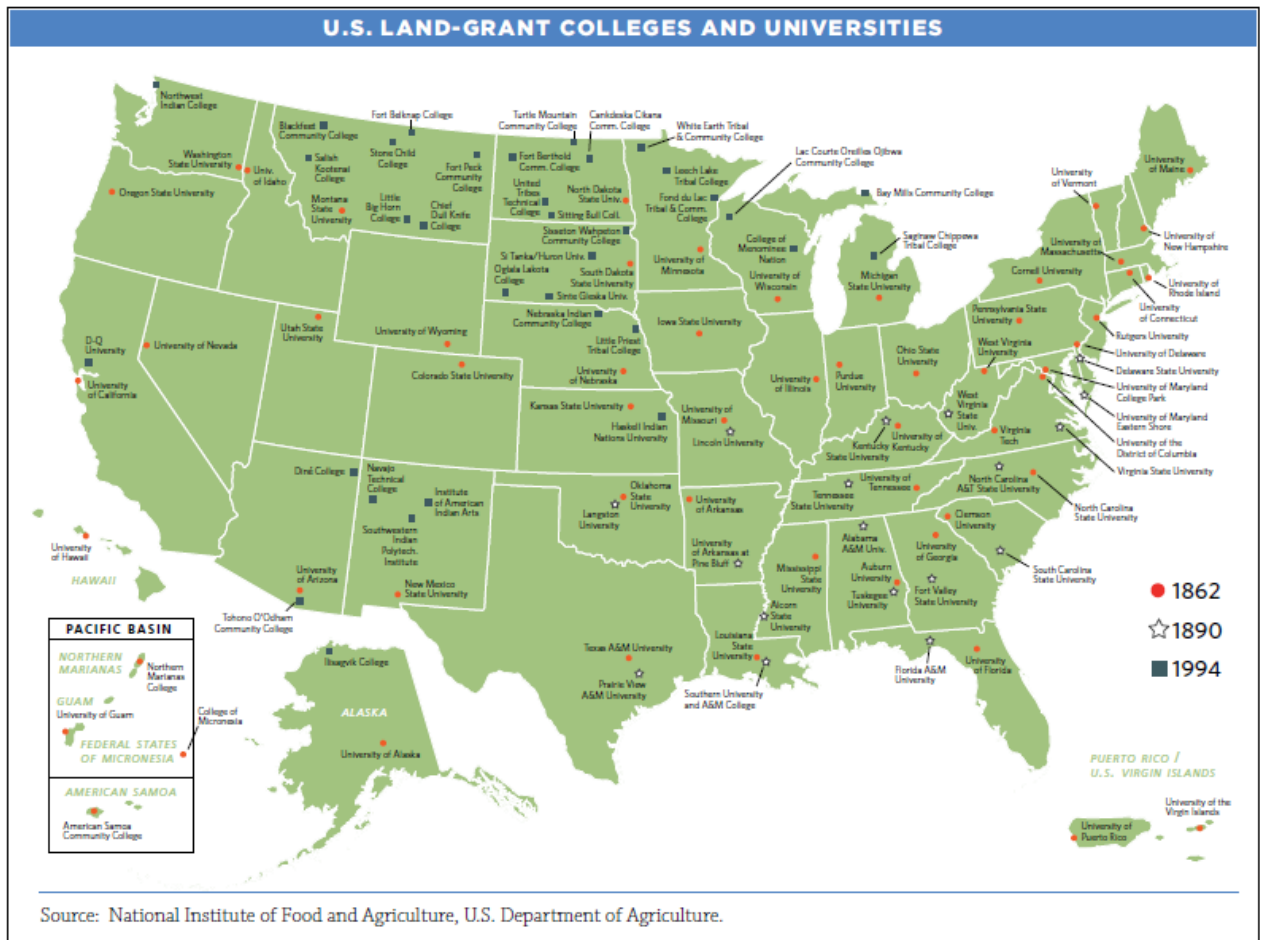 U.S. LAND-GRANT COLLEGES AND UNIVERSITIES
Northwest
Indian College
Washington
State University
Univ.
of Idaho
Oregon State University
Blackfeet
Community College
Salish
Kootenai
College
Montana
State
University
Fort Belknap College
Stone Child
College
Fort Peck
Community
College
Little
Big Horn
College
Chief
Dull Knife
College
Turtle Mountain
Community College
Cankdeska Cikana
Comm. College
Fort Berthold
Comm. College
United
Tribes
Technical
College
North Dakota
State Univ.
Sitting Bull Coll.
White Earth Tribal
& Community College
Leech Lake
Tribal College
Fond du Lac
Tribal & Comm.
College
Lac Courte Oreilles Ojibwa
Community College
Bay Mills Community College
Saginaw Chippewa
Tribal College
College of
Menominee
Nation
University of
Wisconsin
University of
Minnesota
Michigan
State University
Sisseton Wahpeton
Community College
Si Tanka/Huron Univ.
Oglala Lakota
College
South Dakota
State University
Sinte Gleska Univ.
Nebraska Indian
Community College
Little Priest
Tribal College
University
of Nebraska
Iowa State University
University
of Vermont
University
of Maine
University of
New Hampshire
University of
Massachusetts
Cornell University
University of
Rhode Island
University
of Connecticut
Pennsylvania State
University
Rutgers University
University of Delaware
Delaware State University
University of Maryland
College Park
University of Maryland
Eastern Shore
University of the
District of Columbia
Virginia State University
West Virginia
University
West
Virginia
State
Univ.
Virginia
Tech
Ohio State
University
Purdue
University
University
of Illinois
D-Q
University
University
of California
University of Nevada
Utah State
University
University of Wyoming
Colorado State University
Kansas State University
Haskell Indian
Nations University
University of
Missouri
Lincoln University
Kentucky
State University
University of
Kentucky
Tennessee
State University
University of
Tennessee
North Carolina
A&T State University
North Carolina
State University
Diné College
Navajo
Technical
College
Institute
of American
Indian Arts
Southwestern
Indian
Polytech.
Institute
University
of Arizona
New Mexico
State University
Tohono O'Odham
Community College
Oklahoma
State
University
Langston
University
University
of Arkansas
University
of Arkansas at
Pine Bluff
Mississippi
State
University
Alcorn
State
University
Alabama
A&M Univ.
Auburn
University
Tuskegee
University
Clemson
University
University
of Georgia
Fort Valley
State University
South Carolina
State University
Texas A&M University
Prairie View
A&M University
Louisiana
State
University
Southern University
and A&M College
Florida A&M
University
University
of Florida
University
of Hawaii
HAWAII
PACIFIC BASIN
NORTHERN
MARIANAS
Northern
Marianas
College
GUAM
University of Guam
FEDERAL STATES
OF MICRONESIA
College of
Micronesia
AMERICAN SAMOA
American Samoa
Community College
Ilisagvik College
ALASKA
University of Alaska
1862
1890
1994
PUERTO RICO /
U.S. VIRGIN ISLANDS
University of
Puerto Rico
University of the
Virgin Islands
Source: National Institute of Food and Agriculture, U.S. Department of Agriculture.